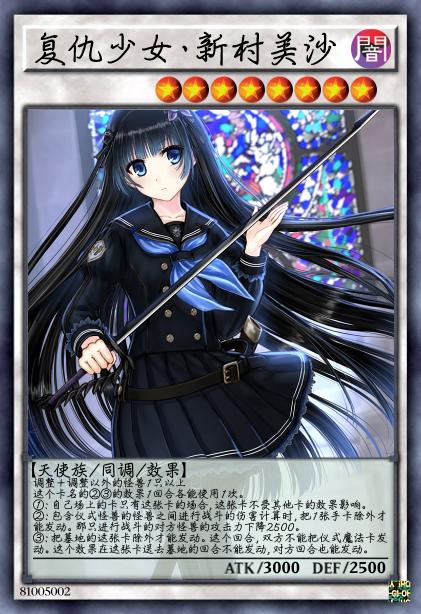 复仇少女·新村美沙
闇
【天使族/同调/效果】
调整＋调整以外的怪兽1只以上
这个卡名的②③的效果1回合各能使用1次。
①：自己场上的卡只有这张卡的场合，这张卡不受其他卡的效果影响。
②：包含仪式怪兽的怪兽之间进行战斗的伤害计算时，把1张手卡除外才
能发动。那只进行战斗的对方怪兽的攻击力下降2500。
③：把墓地的这张卡除外才能发动。这个回合，双方不能把仪式魔法卡发
动。这个效果在这张卡送去墓地的回合不能发动，对方回合也能发动。
ATK/3000 DEF/2500
81005002